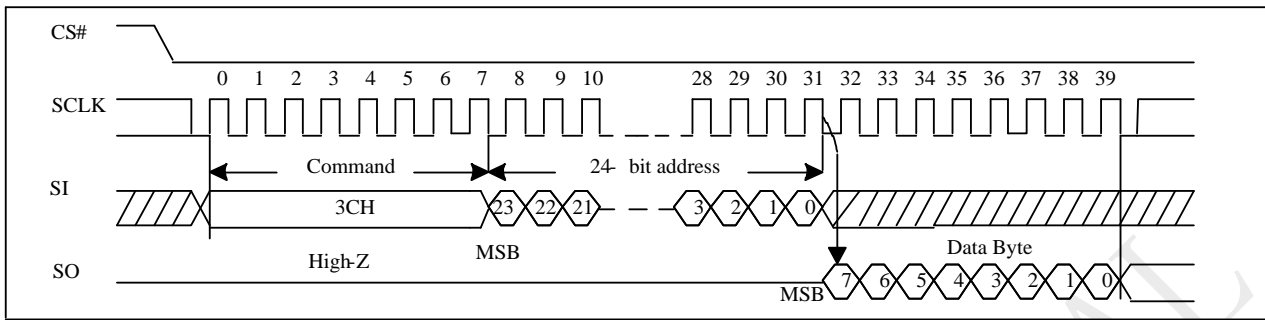 CS#
0 1 2 3 4 5 6 7 8 9 10 28 29 30 31 32 33 34 35 36 37 38 39
SCLK
Command 24- bit address
SI
3CH 23 22 21 3 2 1 0
High-Z MSB Data Byte
SO
MSB 7 6 5 4 3 2 1 0